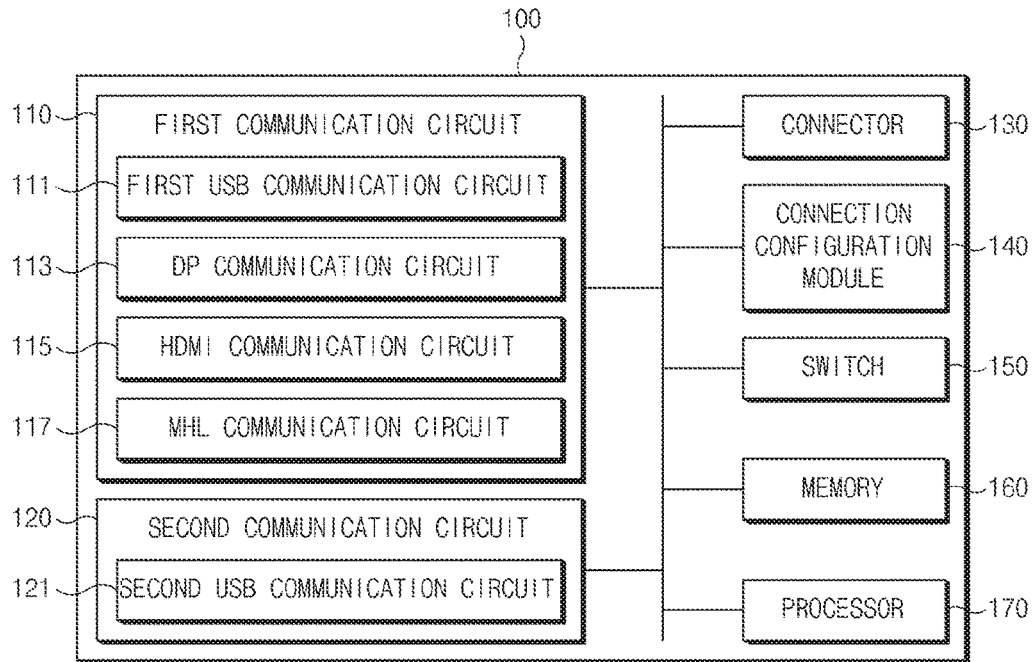 100
110
FIRST COMMUNICATION CIRCUIT
111
FIRST USB COMMUNICATION CIRCUIT
113
DP COMMUNICATION CIRCUIT
115
HDMI COMMUNICATION CIRCUIT
117
MHL COMMUNICATION CIRCUIT
120
SECOND COMMUNICATION CIRCUIT
121
SECOND USB COMMUNICATION CIRCUIT
CONNECTOR
130
CONNECTION
CONFIGURATION
MODULE
140
SWITCH
150
MEMORY
160
PROCESSOR
170